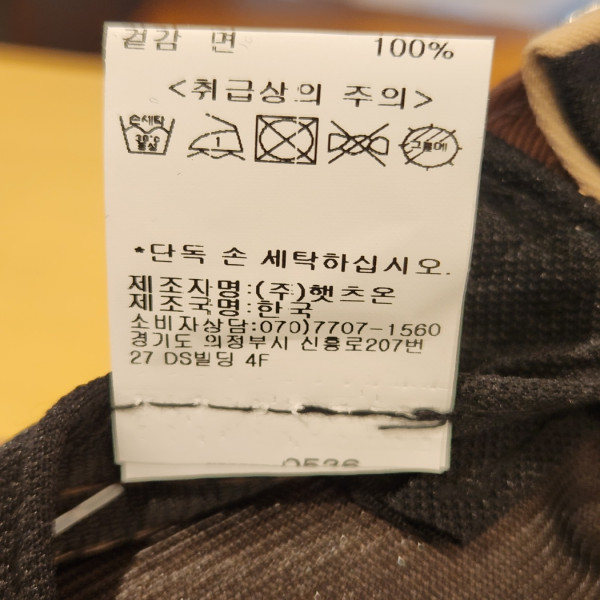 겉감 면 100%
<취급상의 주의>
손세탁 30.0 중성 1 그늘에
*단독 손 세탁하십시오.
제조자명:(주)햇츠온
제조국명:한국
소비자상담:070)7707-1560
경기도 의정부시 신흥로207번
27 DS빌딩 4F
0536